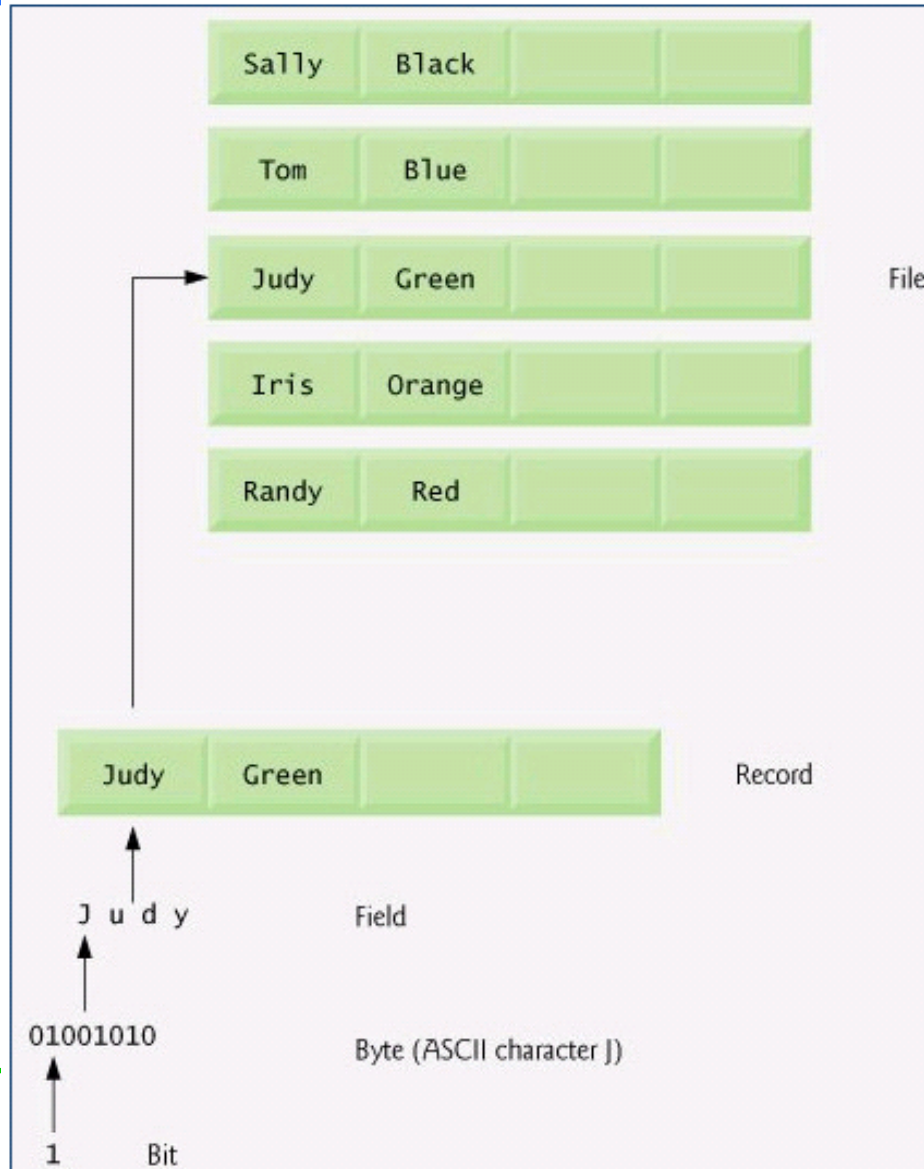 Sally Black
Tom Blue
Judy Green File
Iris Orange
Randy Red
Judy Green Record
J u d y Field
01001010 Byte (ASCII character J)
1 Bit